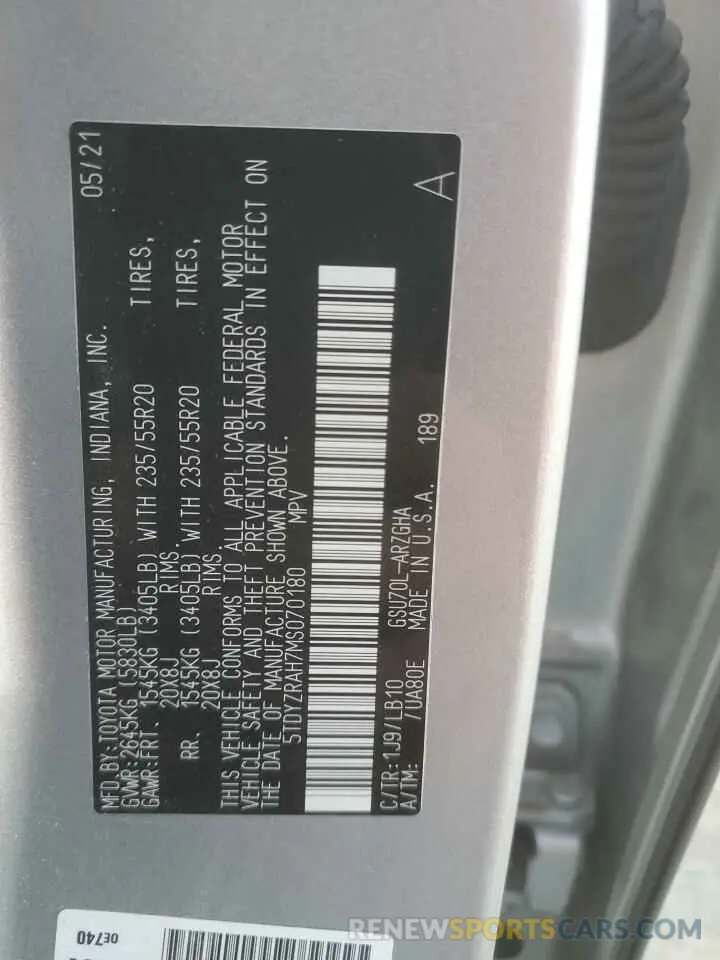 MFD.BY:TOYOTA MOTOR MANUFACTURING, INDIANA, INC. 05/21
GVWR:2645KG (5830LB)
GAWR:FRT. 1545KG (3405LB) WITH 235/55R20 TIRES,
20X8J RIMS.
RR. 1545KG (3405LB) WITH 235/55R20 TIRES,
20X8J RIMS.
THIS VEHICLE CONFORMS TO ALL APPLICABLE FEDERAL MOTOR
VEHICLE SAFETY AND THEFT PREVENTION STANDARDS IN EFFECT ON
THE DATE OF MANUFACTURE SHOWN ABOVE.
5TDYZRAH7MS070180 MPV
C/TR:1J9/LB10 GSU70L-ARZGHA
A/TM: /UA80E MADE IN U.S.A. 189
A
0E740
RENEWSPORTSCARS.COM